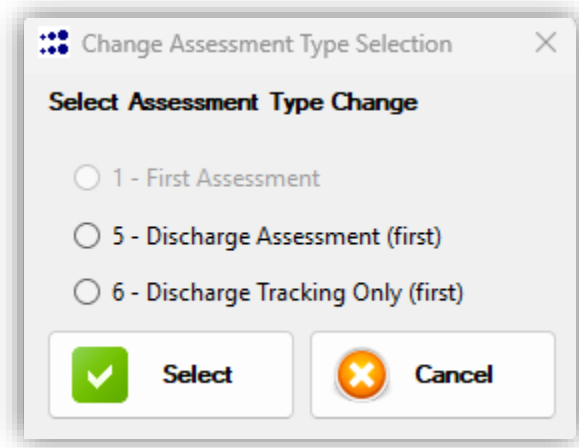 Change Assessment Type Selection
Select Assessment Type Change
1 - First Assessment
5 - Discharge Assessment (first)
6 - Discharge Tracking Only (first)
Select
Cancel